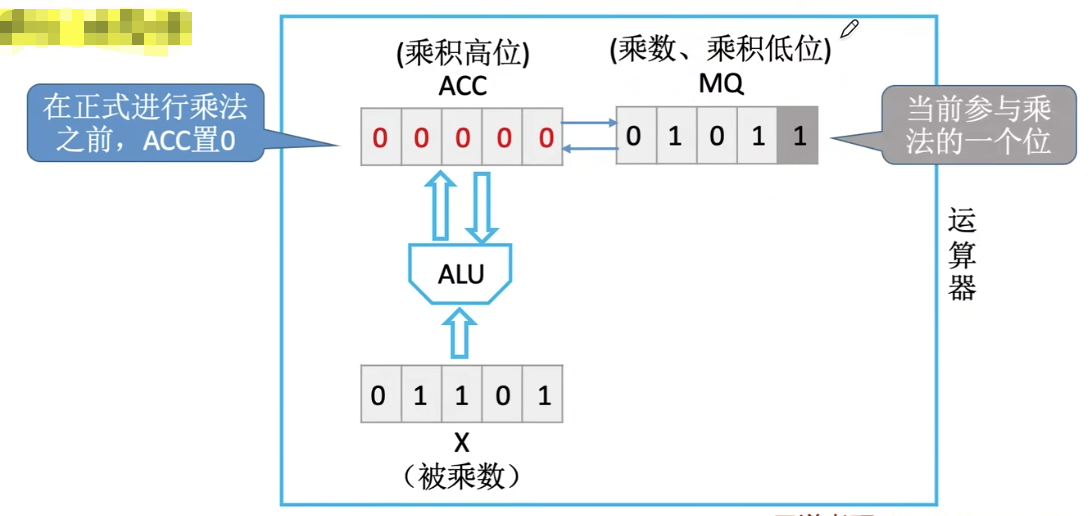 (乘积高位)
ACC
(乘数、乘积低位)
MQ
在正式进行乘法
之前，ACC置0
0 0 0 0 0
0 1 0 1 1
当前参与乘
法的一个位
ALU
运
算
器
0 1 1 0 1
X
（被乘数）